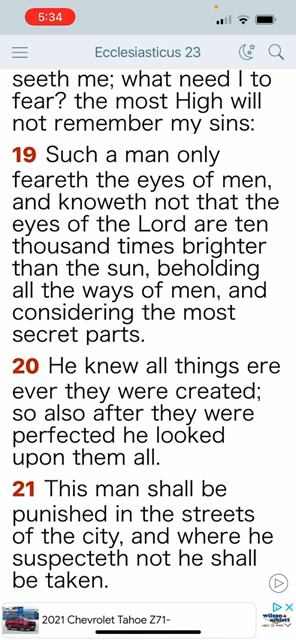 5:34
Ecclesiasticus 23
seeth me; what need I to
fear? the most High will
not remember my sins:
19 Such a man only
feareth the eyes of men,
and knoweth not that the
eyes of the Lord are ten
thousand times brighter
than the sun, beholding
all the ways of men, and
considering the most
secret parts.
20 He knew all things ere
ever they were created;
so also after they were
perfected he looked
upon them all.
21 This man shall be
punished in the streets
of the city, and where he
suspecteth not he shall
be taken.
2021 Chevrolet Tahoe Z71-